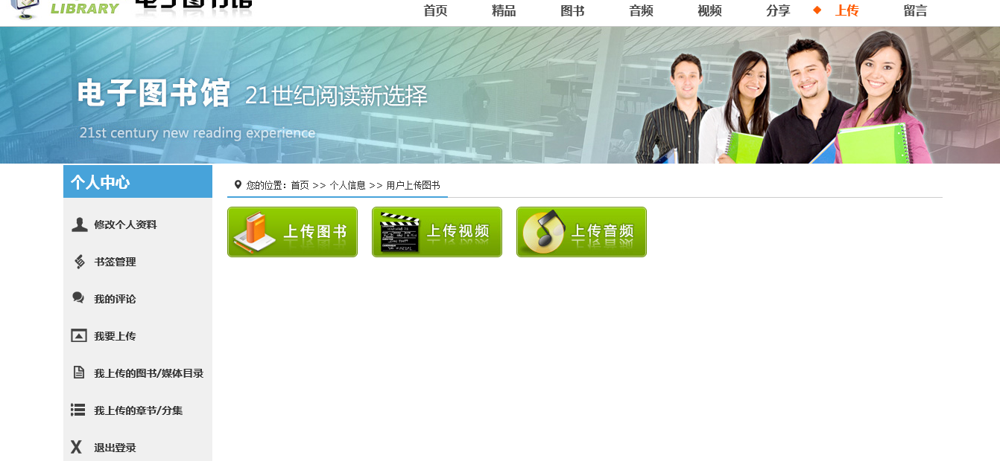 LIBRARY 电子图书馆
首页 精品 图书 音频 视频 分享 上传 留言
电子图书馆 21世纪阅读新选择
21st century new reading experience
个人中心
您的位置：首页 >> 个人信息 >> 用户上传图书
上传图书 上传视频 上传音频
修改个人资料
书签管理
我的评论
我要上传
我上传的图书/媒体目录
我上传的章节/分集
退出登录